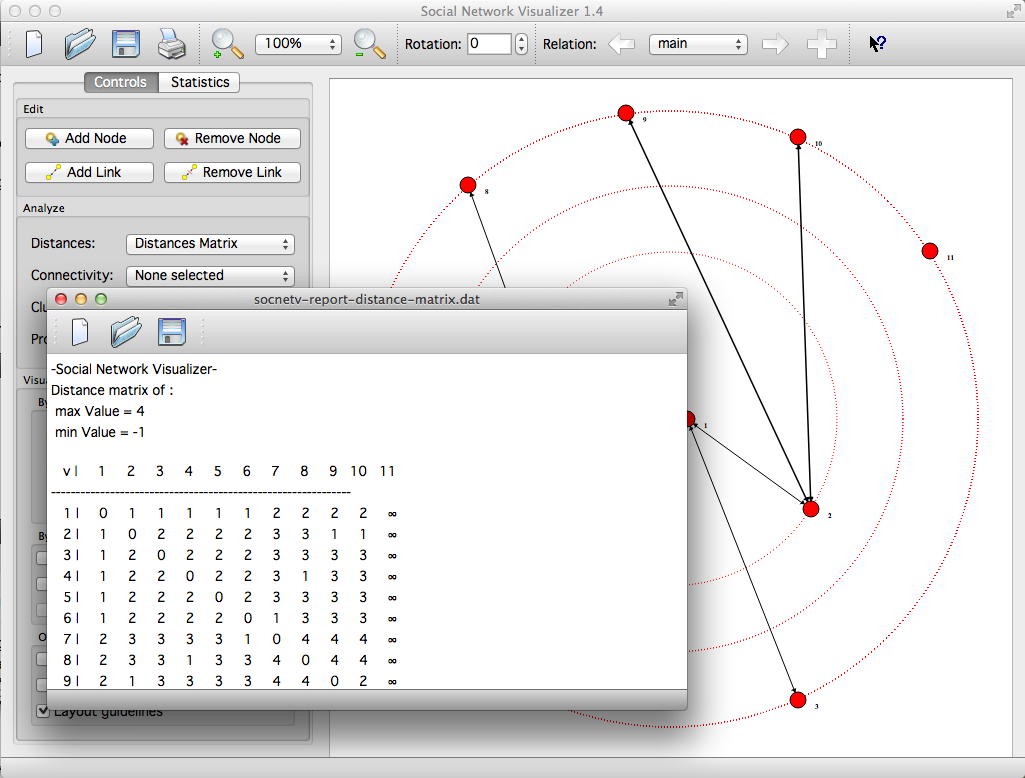 Social Network Visualizer 1.4
100% Rotation: 0 Relation: main
Controls Statistics
Edit
Add Node Remove Node
Add Link Remove Link
Analyze
Distances: Distances Matrix
Connectivity: None selected
Clu
Pro
Visu
By
By
O
Layout guidelines
9
10
8
11
1
2
3
socnetv-report-distance-matrix.dat
-Social Network Visualizer-
Distance matrix of :
max Value = 4
min Value = -1
v | 1 2 3 4 5 6 7 8 9 10 11
------------------------------------------------------------
1 | 0 1 1 1 1 1 2 2 2 2 ∞
2 | 1 0 2 2 2 2 3 3 1 1 ∞
3 | 1 2 0 2 2 2 3 3 3 3 ∞
4 | 1 2 2 0 2 2 3 1 3 3 ∞
5 | 1 2 2 2 0 2 3 3 3 3 ∞
6 | 1 2 2 2 2 0 1 3 3 3 ∞
7 | 2 3 3 3 3 1 0 4 4 4 ∞
8 | 2 3 3 1 3 3 4 0 4 4 ∞
9 | 2 1 3 3 3 3 4 4 0 2 ∞